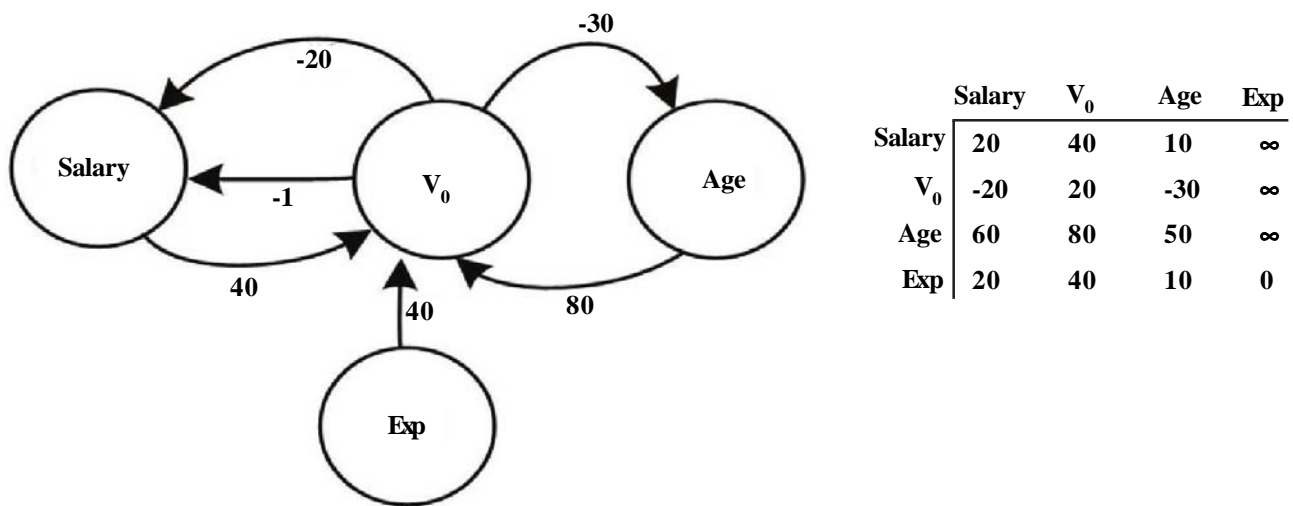 -30
-20
Salary
V₀
Age
-1
40
40
80
Exp
Salary V₀ Age Exp
Salary 20 40 10 ∞
V₀ -20 20 -30 ∞
Age 60 80 50 ∞
Exp 20 40 10 0